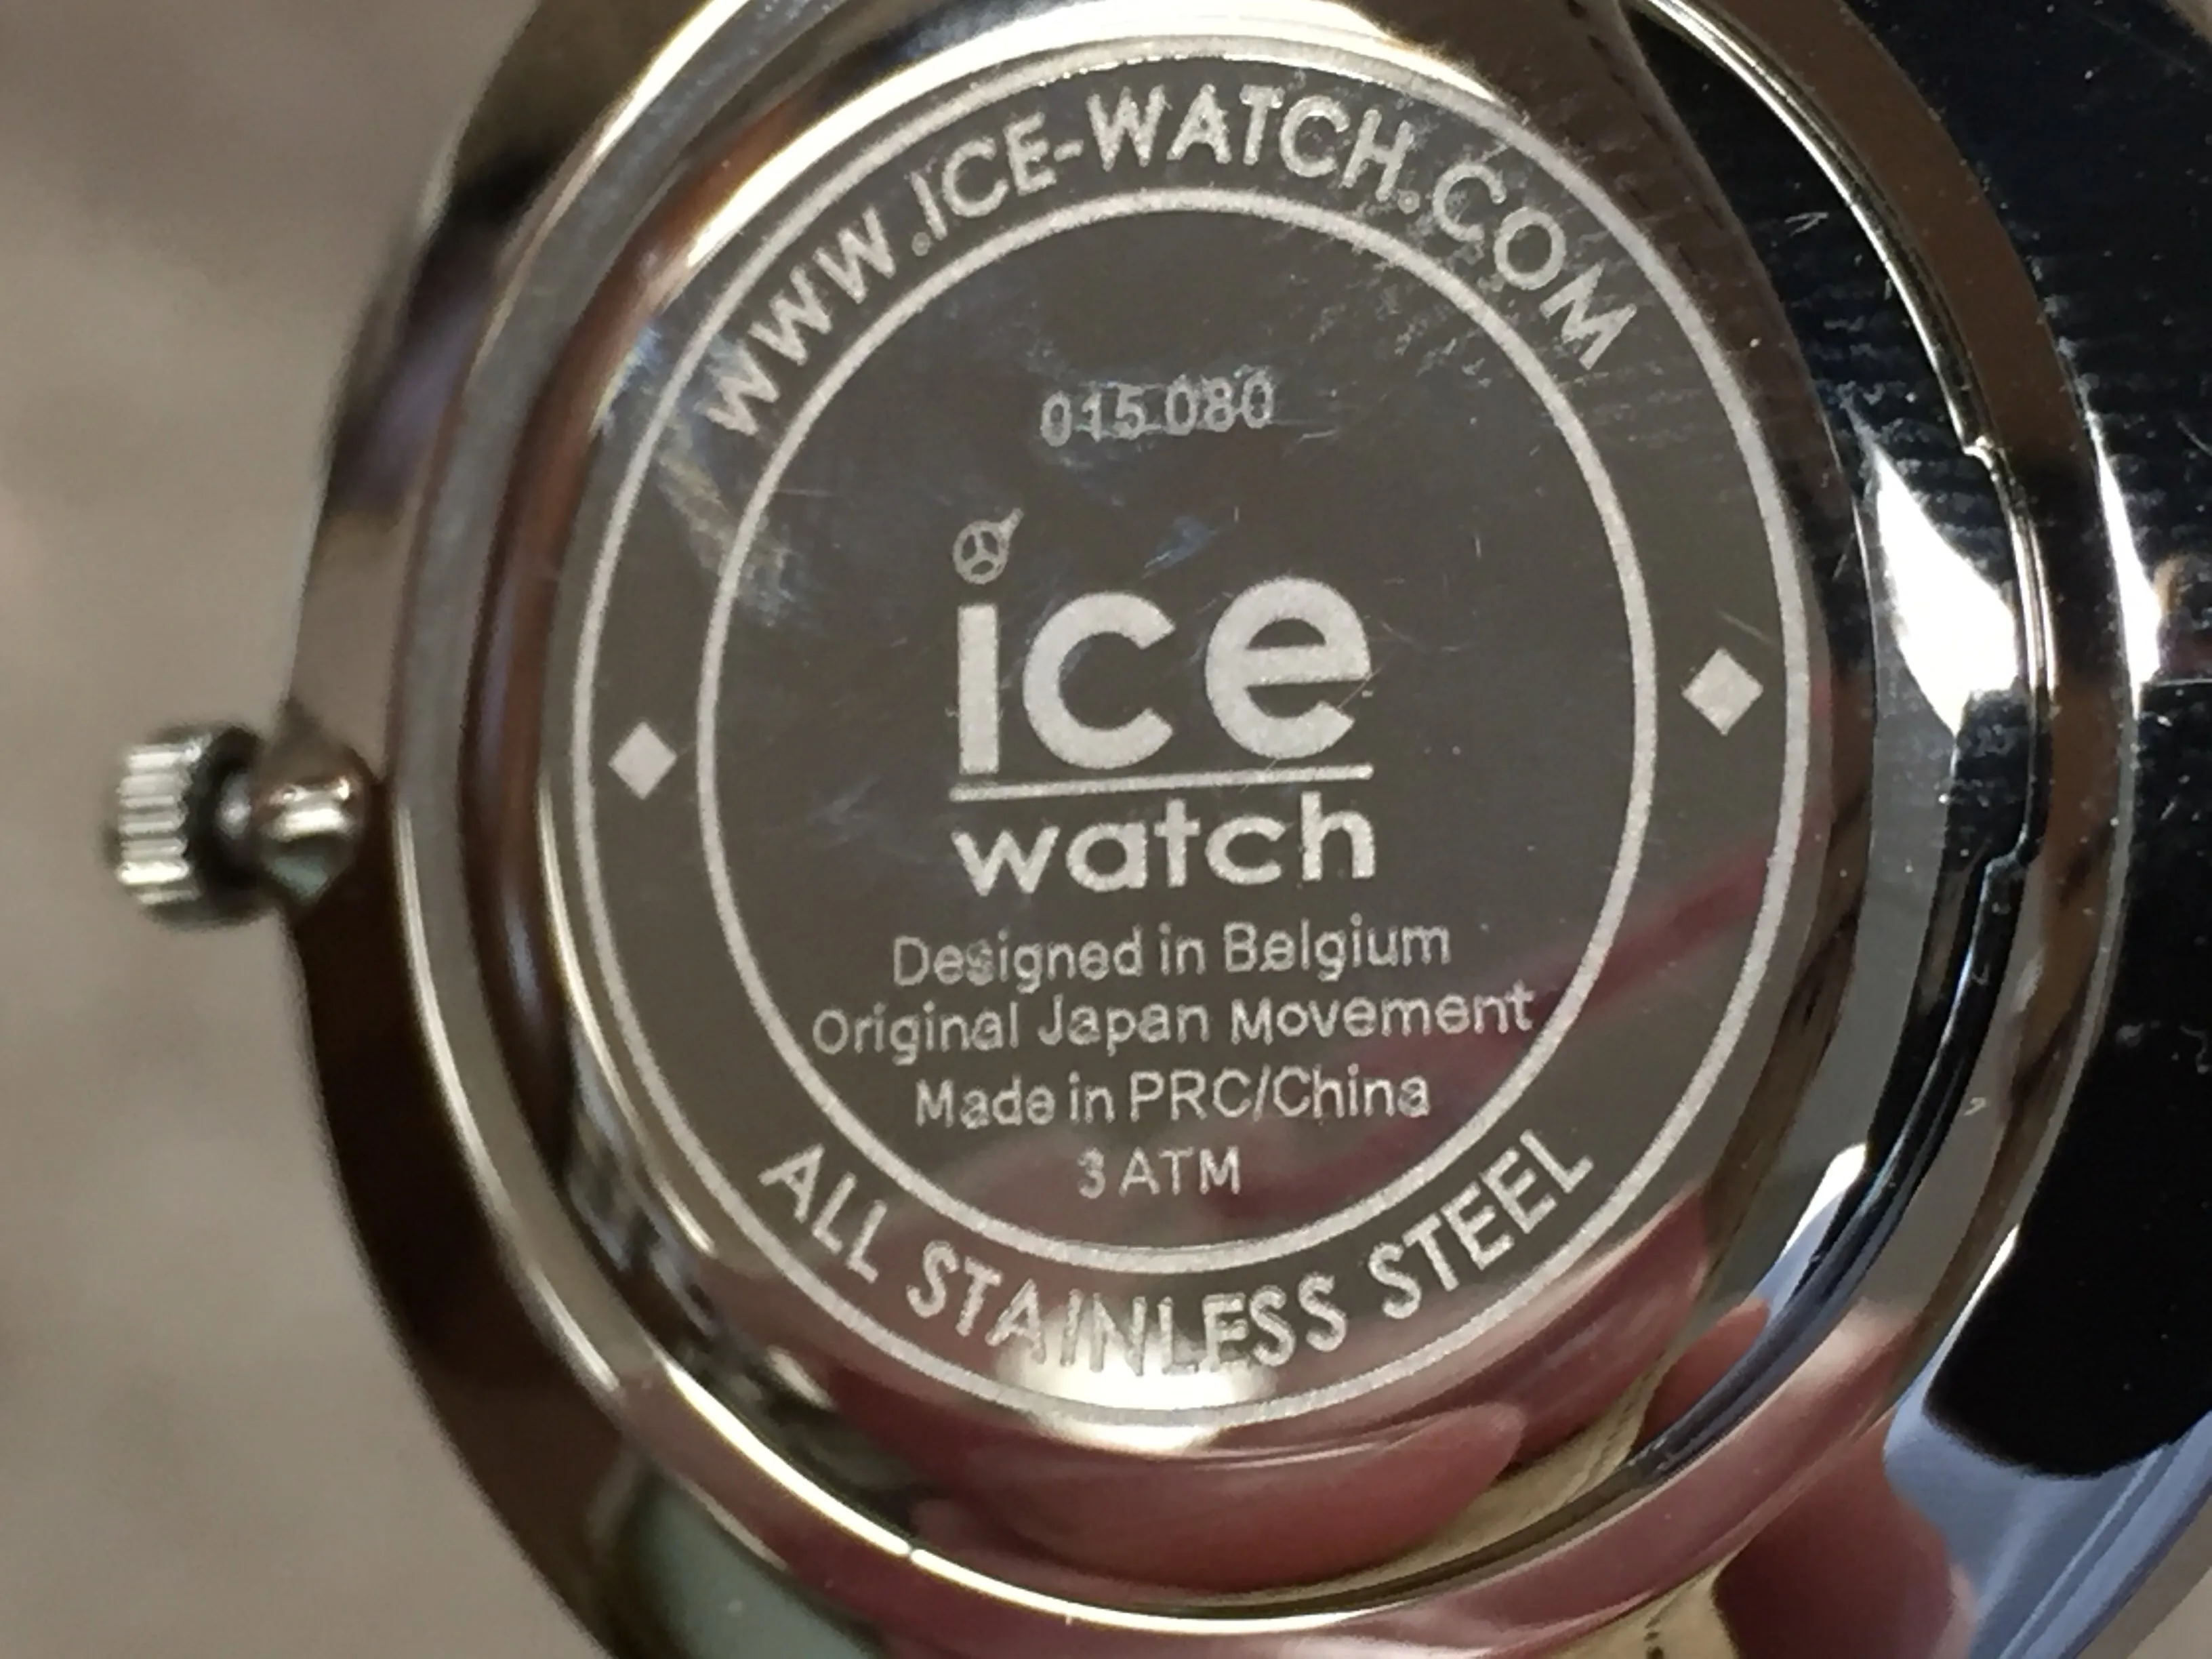 WWW.ICE-WATCH.COM
015 080
ice
watch
Designed in Belgium
Original Japan Movement
Made in PRC/China
3 ATM
ALL STAINLESS STEEL